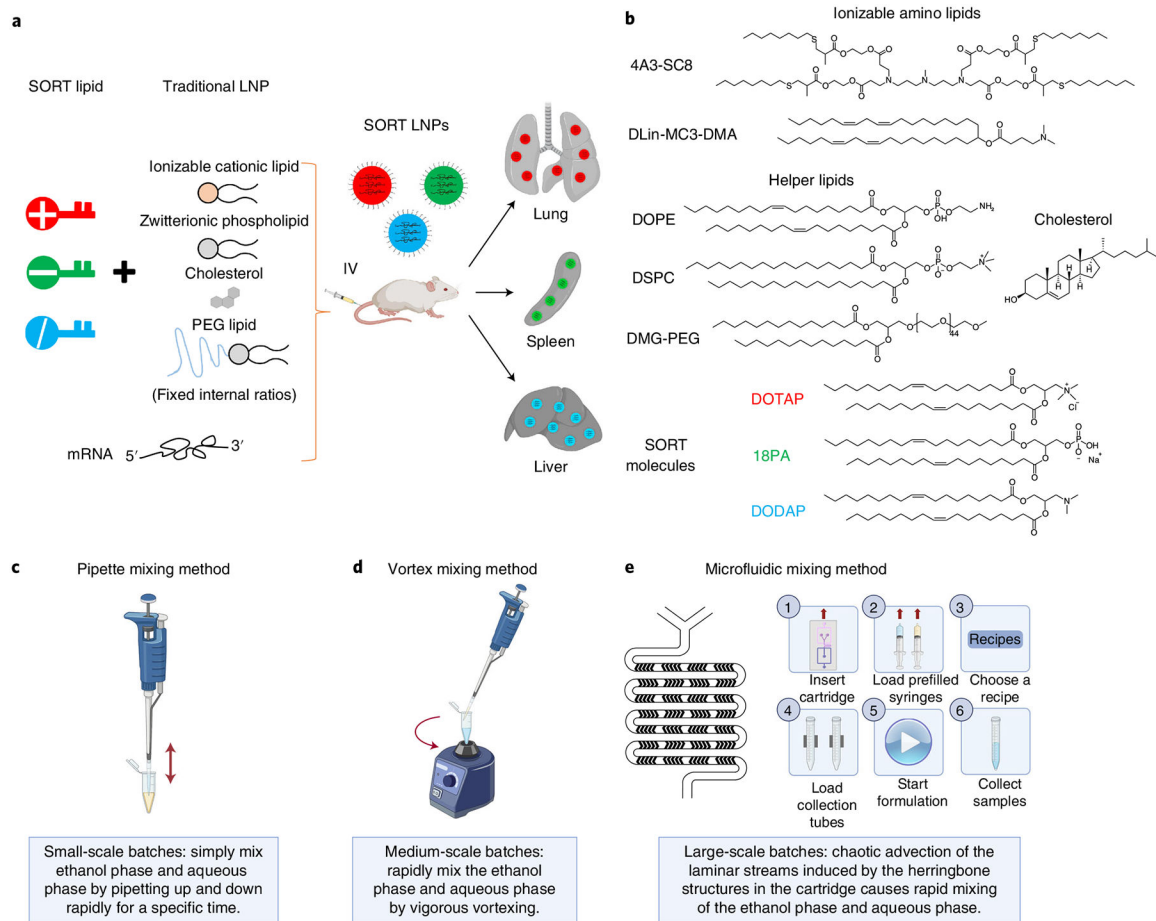 a
SORT lipid
Traditional LNP
Ionizable cationic lipid
Zwitterionic phospholipid
Cholesterol
PEG lipid
(Fixed internal ratios)
mRNA
5′
3′
SORT LNPs
IV
Lung
Spleen
Liver
b
Ionizable amino lipids
4A3-SC8
S
O
O
O
O
O
O
O
O
S
S
O
O
O
O
N
N
N
O
O
O
O
S
DLin-MC3-DMA
O
O
N
Helper lipids
DOPE
O
O
O
O
O
P
O
OH
O
NH₂
DSPC
O
O
O
O
O
P
O
O⁻
O
N⁺
DMG-PEG
O
O
O
O
O
O
44
O
Cholesterol
H
H
H
HO
SORT
molecules
DOTAP
O
O
O
O
N⁺
Cl⁻
18PA
O
O
O
O
O
P
O
OH
O⁻
Na⁺
DODAP
O
O
O
O
N
c
Pipette mixing method
Small-scale batches: simply mix
ethanol phase and aqueous
phase by pipetting up and down
rapidly for a specific time.
d
Vortex mixing method
Medium-scale batches:
rapidly mix the ethanol
phase and aqueous phase
by vigorous vortexing.
e
Microfluidic mixing method
1
Insert
cartridge
2
Load prefilled
syringes
3
Recipes
Choose a
recipe
4
Load
collection
tubes
5
Start
formulation
6
Collect
samples
Large-scale batches: chaotic advection of the
laminar streams induced by the herringbone
structures in the cartridge causes rapid mixing
of the ethanol phase and aqueous phase.